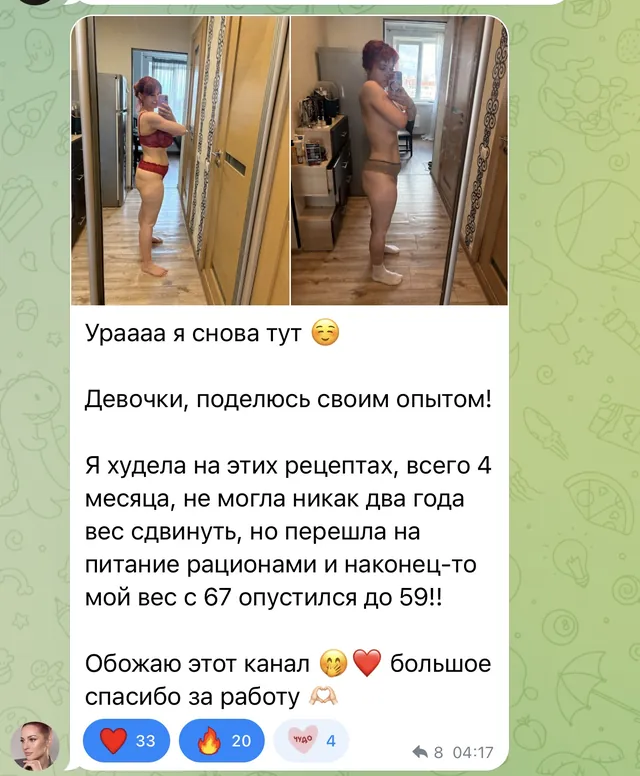 Ураааа я снова тут ☺️
Девочки, поделюсь своим опытом!
Я худела на этих рецептах, всего 4
месяца, не могла никак два года
вес сдвинуть, но перешла на
питание рационами и наконец-то
мой вес с 67 опустился до 59!!
Обожаю этот канал 🤭❤️ большое
спасибо за работу 🫶🏻
❤️ 33 🔥 20 ЧУДО 4 8 04:17